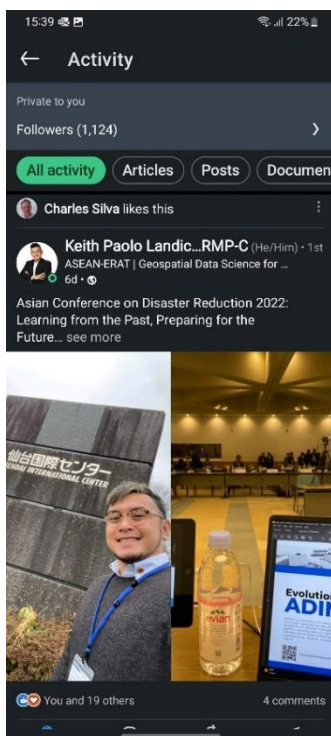 15:39
22%
Activity
Private to you
Followers (1,124)
All activity
Articles
Posts
Documen
Charles Silva likes this
Keith Paolo Landic...RMP-C (He/Him) • 1st
ASEAN-ERAT | Geospatial Data Science for ...
6d •
Asian Conference on Disaster Reduction 2022:
Learning from the Past, Preparing for the
Future... see more
仙台国際センター
SENDAI INTERNATIONAL CENTER
evian
Evolution
ADIN
You and 19 others
4 comments